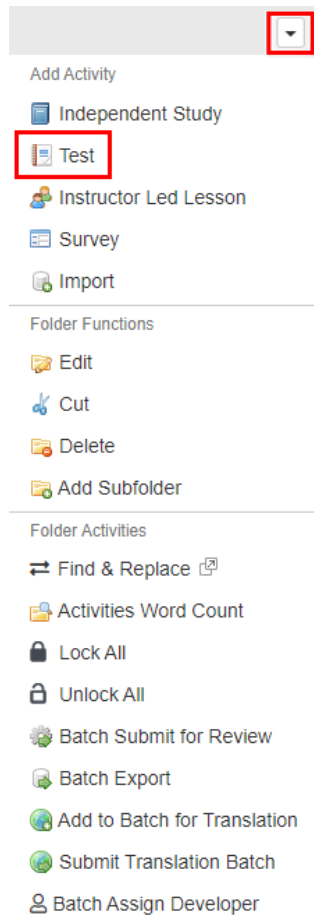 Add Activity
Independent Study
Test
Instructor Led Lesson
Survey
Import
Folder Functions
Edit
Cut
Delete
Add Subfolder
Folder Activities
Find & Replace
Activities Word Count
Lock All
Unlock All
Batch Submit for Review
Batch Export
Add to Batch for Translation
Submit Translation Batch
Batch Assign Developer